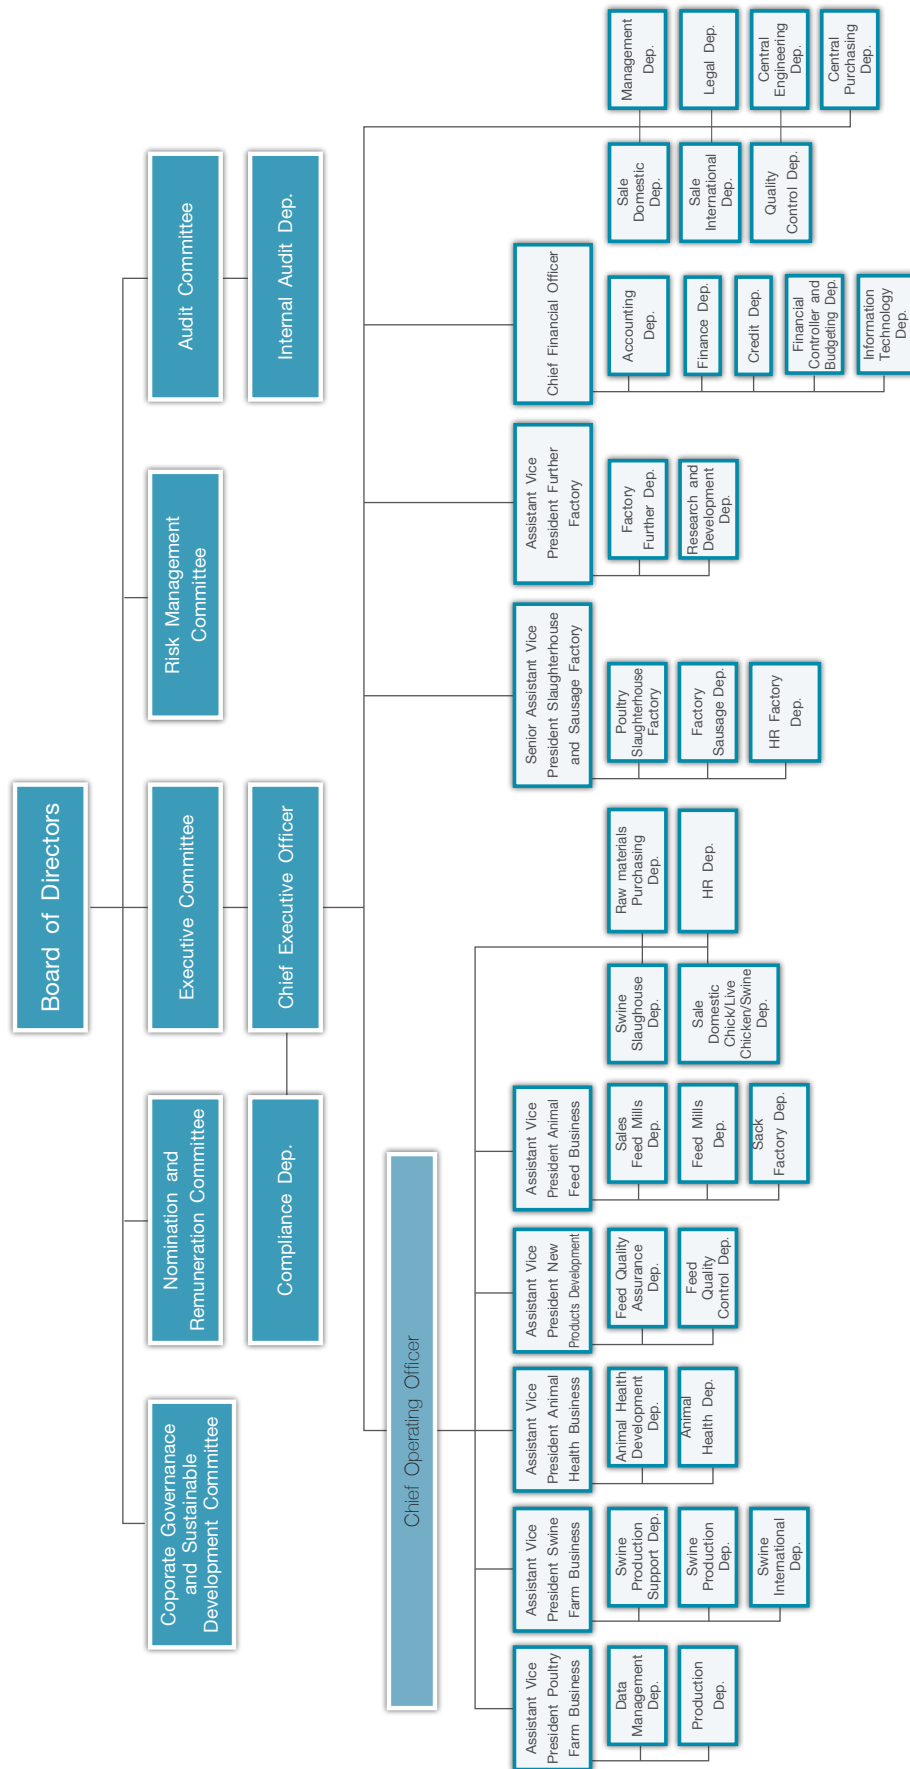 Board of Directors
Coporate Governanace
and Sustainable
Development Committee
Nomination and
Remuneration Committee
Executive Committee
Risk Management
Committee
Audit Committee
Compliance Dep.
Chief Executive Officer
Internal Audit Dep.
Chief Operating Officer
Assistant Vice
President Poultry
Farm Business
Data
Management
Dep.
Production
Dep.
Assistant Vice
President Swine
Farm Business
Swine
Production
Support Dep.
Swine
Production
Dep.
Swine
International
Dep.
Assistant Vice
President Animal
Health Business
Animal Health
Development
Dep.
Animal
Health Dep.
Assistant Vice
President New
Products Development
Feed Quality
Assurance
Dep.
Feed
Quality
Control Dep.
Assistant Vice
President Animal
Feed Business
Sales
Feed Mills
Dep.
Feed Mills
Dep.
Sack
Factory Dep.
Swine
Slaughouse
Dep.
Raw materials
Purchasing
Dep.
Sale
Domestic
Chick/Live
Chicken/Swine
Dep.
HR Dep.
Senior Assistant Vice
President Slaughterhouse
and Sausage Factory
Poultry
Slaughterhouse
Factory
Factory
Sausage Dep.
HR Factory
Dep.
Assistant Vice
President Further
Factory
Factory
Further Dep.
Research and
Development
Dep.
Chief Financial Officer
Accounting
Dep.
Finance Dep.
Credit Dep.
Financial
Controller and
Budgeting Dep.
Information
Technology
Dep.
Sale
Domestic
Dep.
Management
Dep.
Sale
International
Dep.
Legal Dep.
Quality
Control Dep.
Central
Engineering
Dep.
Central
Purchasing
Dep.